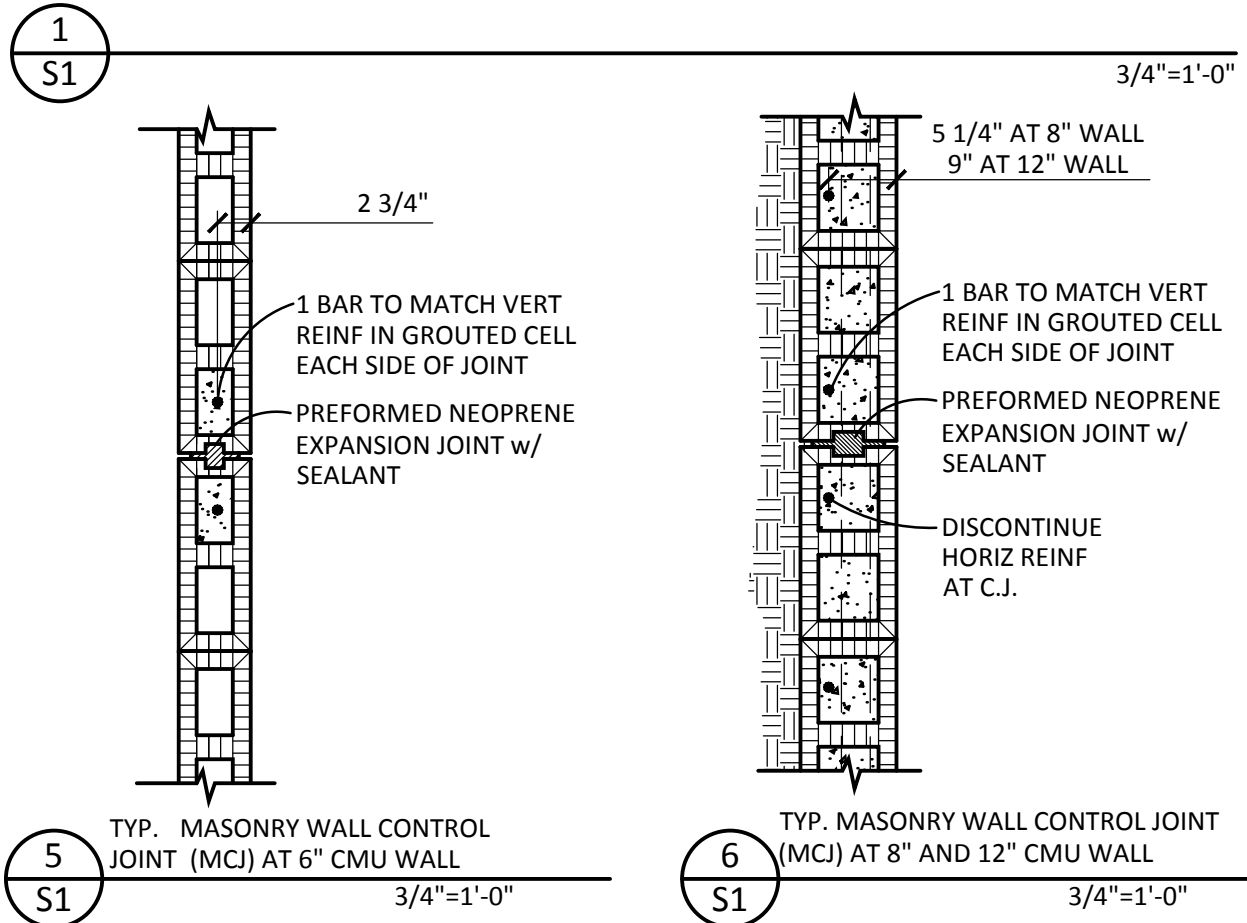 1
S1
3/4"=1'-0"
2 3/4"
1 BAR TO MATCH VERT
REINF IN GROUTED CELL
EACH SIDE OF JOINT
PREFORMED NEOPRENE
EXPANSION JOINT w/
SEALANT
TYP. MASONRY WALL CONTROL
JOINT (MCJ) AT 6" CMU WALL
5
S1
3/4"=1'-0"
5 1/4" AT 8" WALL
9" AT 12" WALL
1 BAR TO MATCH VERT
REINF IN GROUTED CELL
EACH SIDE OF JOINT
PREFORMED NEOPRENE
EXPANSION JOINT w/
SEALANT
DISCONTINUE
HORIZ REINF
AT C.J.
TYP. MASONRY WALL CONTROL JOINT
(MCJ) AT 8" AND 12" CMU WALL
6
S1
3/4"=1'-0"